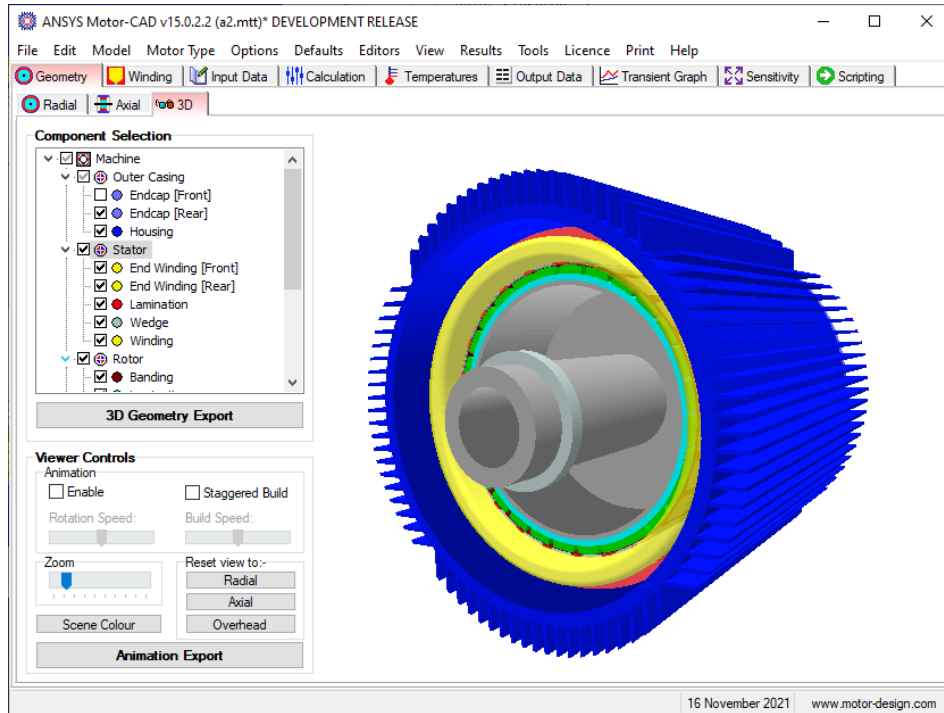 ANSYS Motor-CAD v15.0.2.2 (a2.mtt)* DEVELOPMENT RELEASE
File Edit Model Motor Type Options Defaults Editors View Results Tools Licence Print Help
Geometry Winding Input Data Calculation Temperatures Output Data Transient Graph Sensitivity Scripting
Radial Axial 3D
Component Selection
Machine
Outer Casing
Endcap [Front]
Endcap [Rear]
Housing
Stator
End Winding [Front]
End Winding [Rear]
Lamination
Wedge
Winding
Rotor
Banding
3D Geometry Export
Viewer Controls
Animation
Enable Staggered Build
Rotation Speed: Build Speed:
Zoom Reset view to:-
Radial
Axial
Scene Colour Overhead
Animation Export
16 November 2021 www.motor-design.com